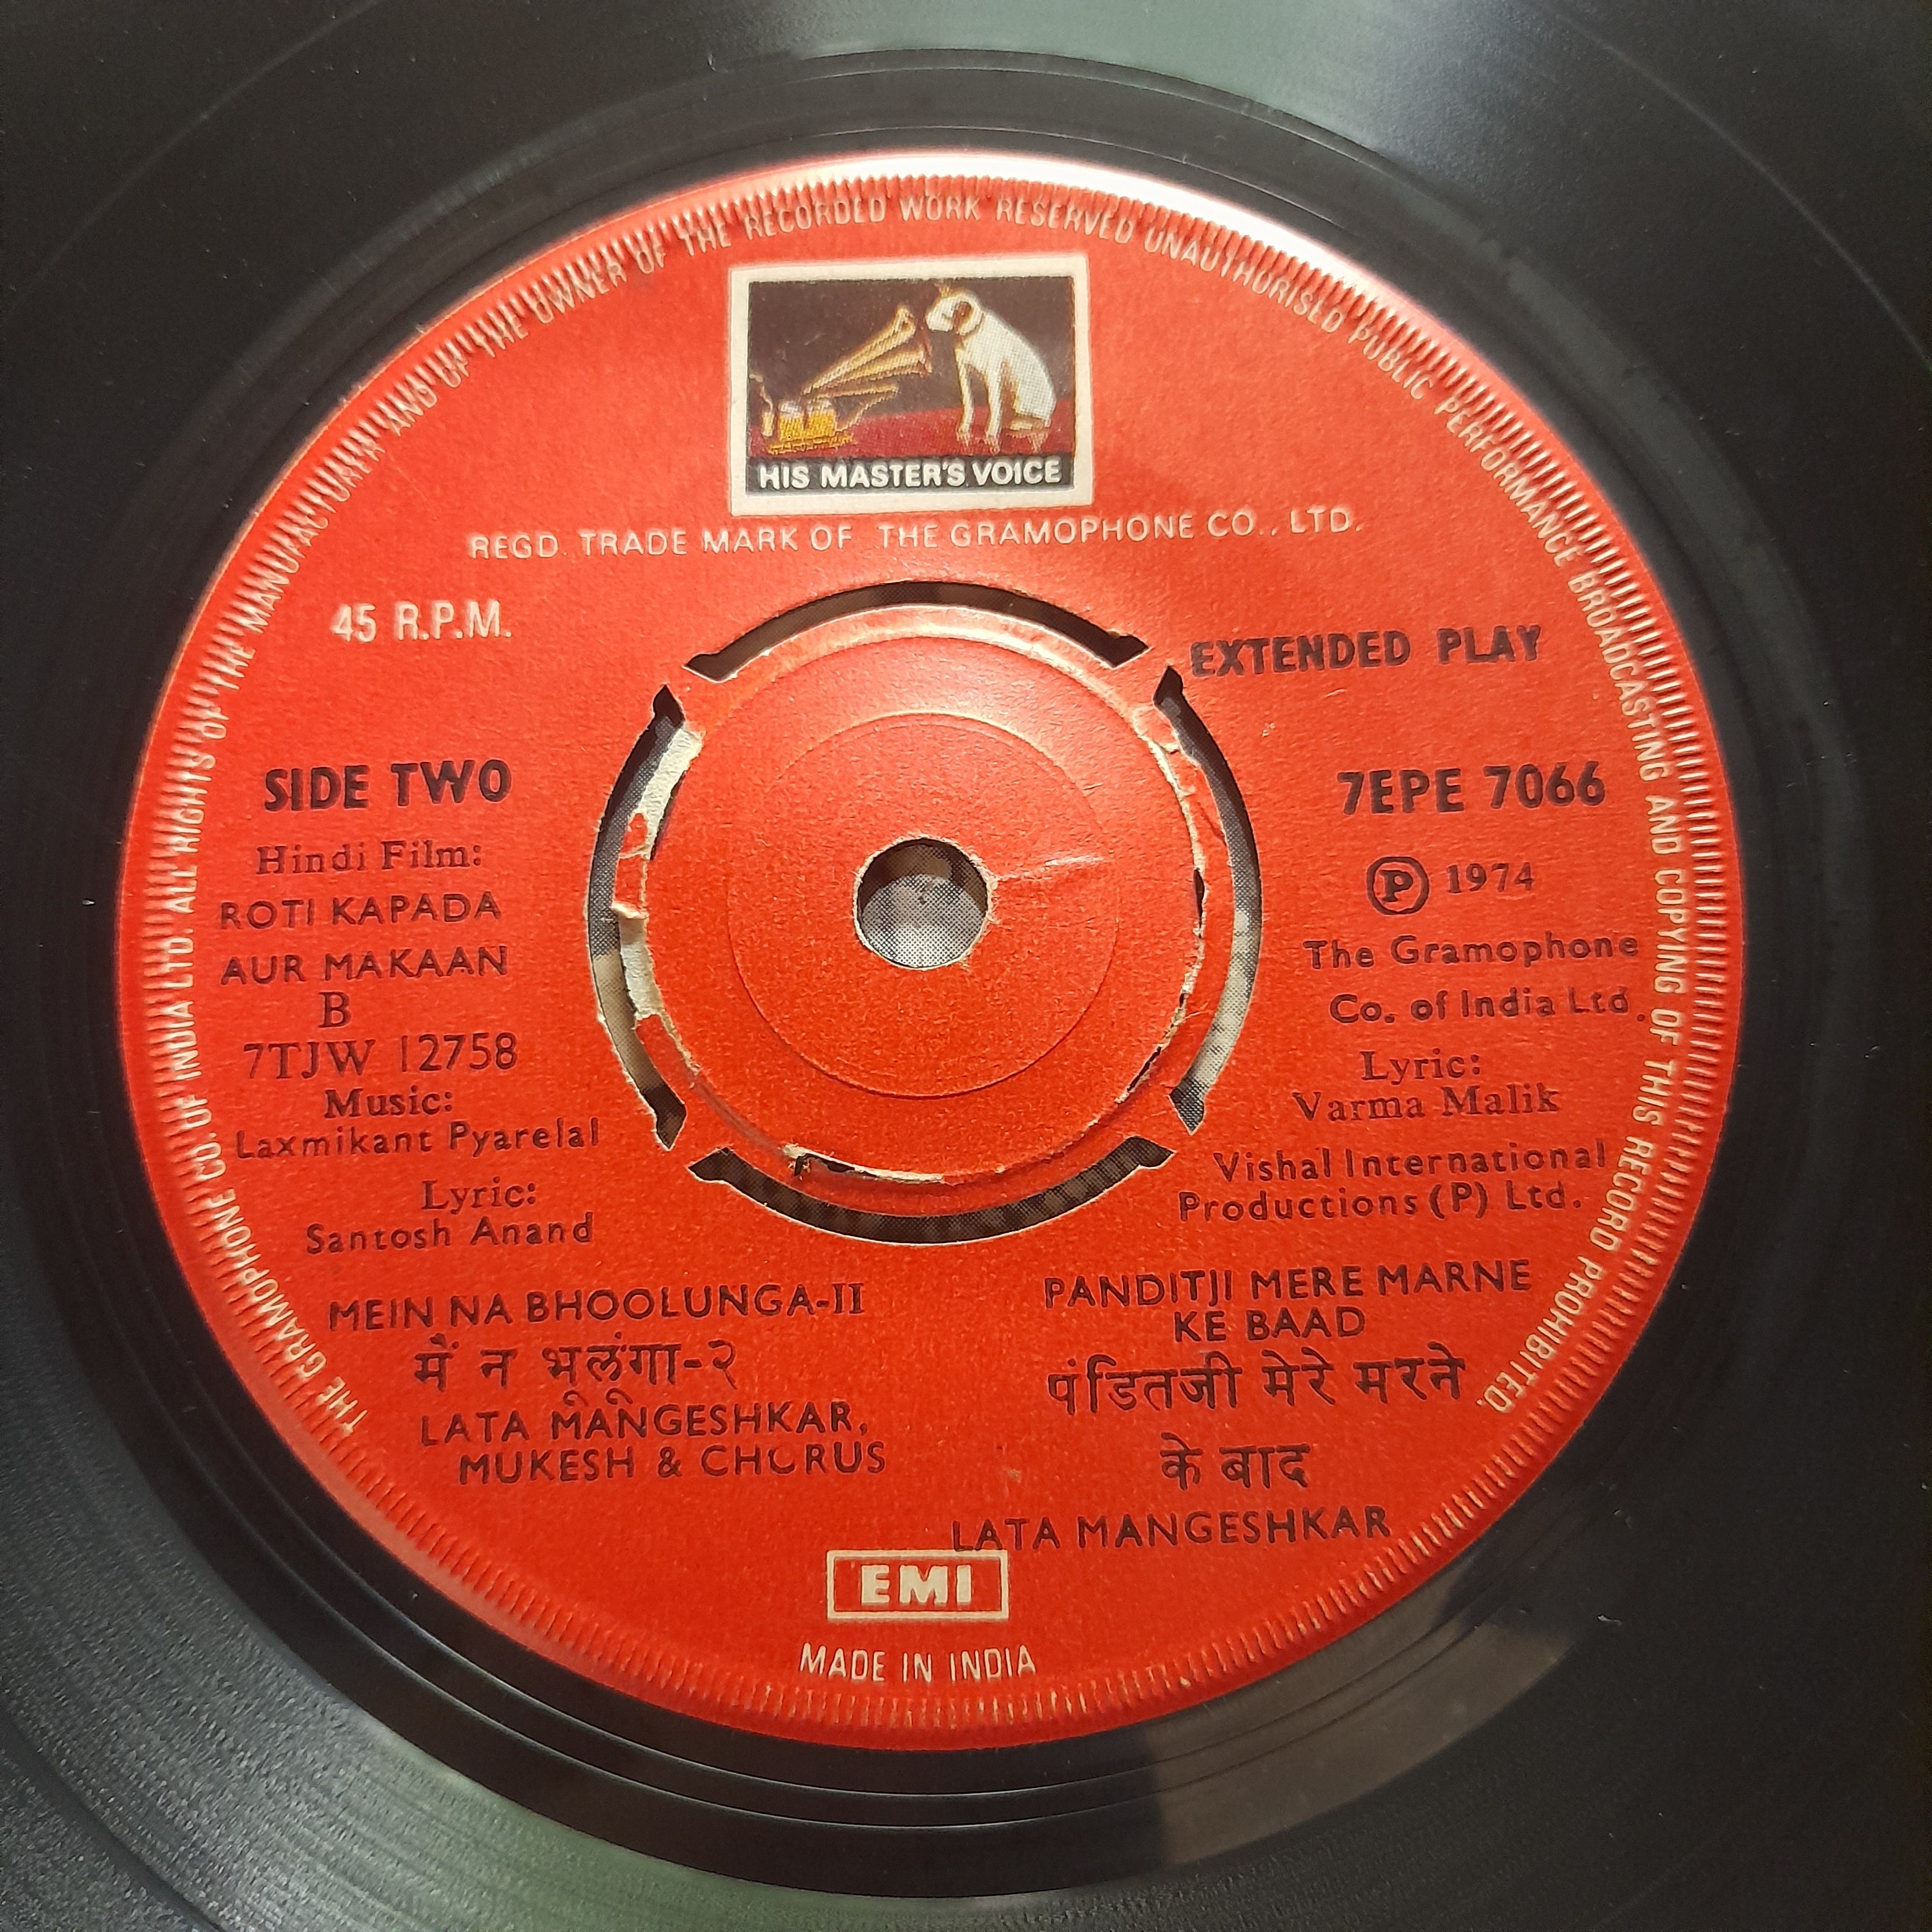 THE GRAMOPHONE CO. OF INDIA LTD. ALL RIGHTS OF THE MANUFACTURER AND OF THE OWNER OF THE RECORDED WORK RESERVED UNAUTHORISED PUBLIC PERFORMANCE BROADCASTING AND COPYING OF THIS RECORD PROHIBITED.
HIS MASTER'S VOICE
REGD. TRADE MARK OF THE GRAMOPHONE CO., LTD.
45 R.P.M.
EXTENDED PLAY
SIDE TWO
Hindi Film:
ROTI KAPADA
AUR MAKAAN
B
7TJW 12758
Music:
Laxmikant Pyarelal
Lyric:
Santosh Anand
7EPE 7066
℗ 1974
The Gramophone
Co. of India Ltd.
Lyric:
Varma Malik
Vishal International
Productions (P) Ltd.
MEIN NA BHOOLUNGA-II
मैं न भूलूंगा-२
LATA MANGESHKAR,
MUKESH & CHORUS
PANDITJI MERE MARNE
KE BAAD
पंडितजी मेरे मरने
के बाद
LATA MANGESHKAR
EMI
MADE IN INDIA